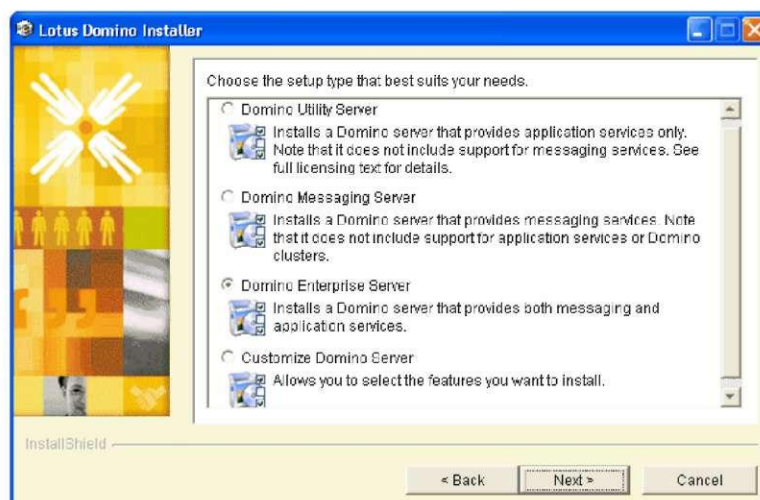 Lotus Domino Installer
Choose the setup type that best suits your needs.
Domino Utility Server
Installs a Domino server that provides application services only.
Note that it does not include support for messaging services. See
full licensing text for details.
Domino Messaging Server
Installs a Domino server that provides messaging services. Note
that it does not include support for application services or Domino
clusters.
Domino Enterprise Server
Installs a Domino server that provides both messaging and
application services.
Customize Domino Server
Allows you to select the features you want to install.
InstallShield
< Back
Next >
Cancel